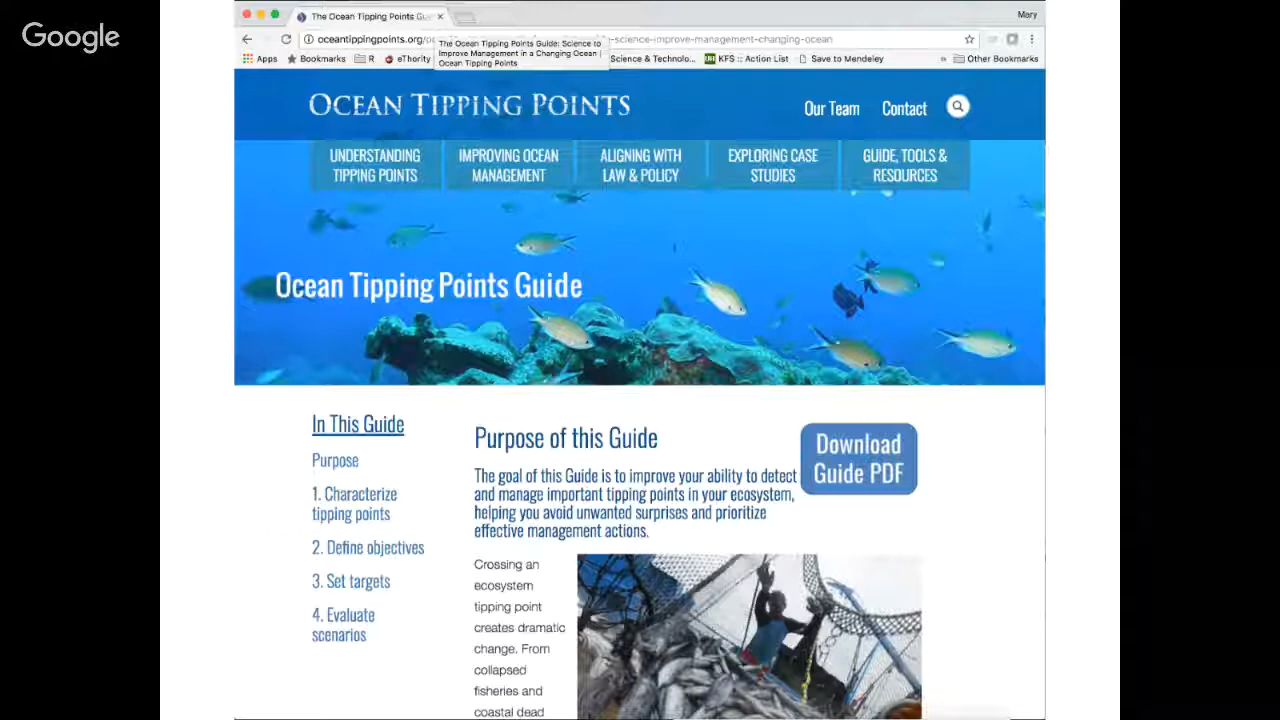 Google
The Ocean Tipping Points Gu
Mary
oceantippingpoints.org/
-science-improve-management-changing-ocean
The Ocean Tipping Points Guide: Science to
Improve Management in a Changing Ocean |
Ocean Tipping Points
Apps
Bookmarks
R
eThority
Science & Technolo...
KFS :: Action List
Save to Mendeley
»
Other Bookmarks
OCEAN TIPPING POINTS
Our Team
Contact
UNDERSTANDING
TIPPING POINTS
IMPROVING OCEAN
MANAGEMENT
ALIGNING WITH
LAW & POLICY
EXPLORING CASE
STUDIES
GUIDE, TOOLS &
RESOURCES
Ocean Tipping Points Guide
In This Guide
Purpose
1. Characterize
tipping points
2. Define objectives
3. Set targets
4. Evaluate
scenarios
Purpose of this Guide
Download
Guide PDF
The goal of this Guide is to improve your ability to detect
and manage important tipping points in your ecosystem,
helping you avoid unwanted surprises and prioritize
effective management actions.
Crossing an
ecosystem
tipping point
creates dramatic
change. From
collapsed
fisheries and
coastal dead